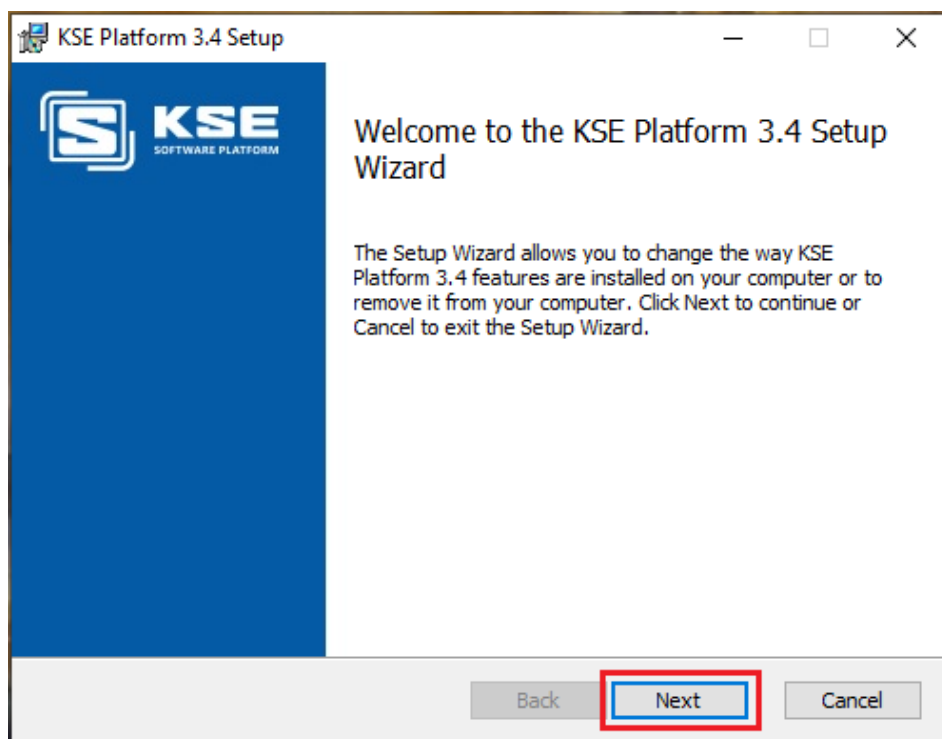 KSE Platform 3.4 Setup
S KSE
SOFTWARE PLATFORM
Welcome to the KSE Platform 3.4 Setup
Wizard
The Setup Wizard allows you to change the way KSE
Platform 3.4 features are installed on your computer or to
remove it from your computer. Click Next to continue or
Cancel to exit the Setup Wizard.
Back Next Cancel